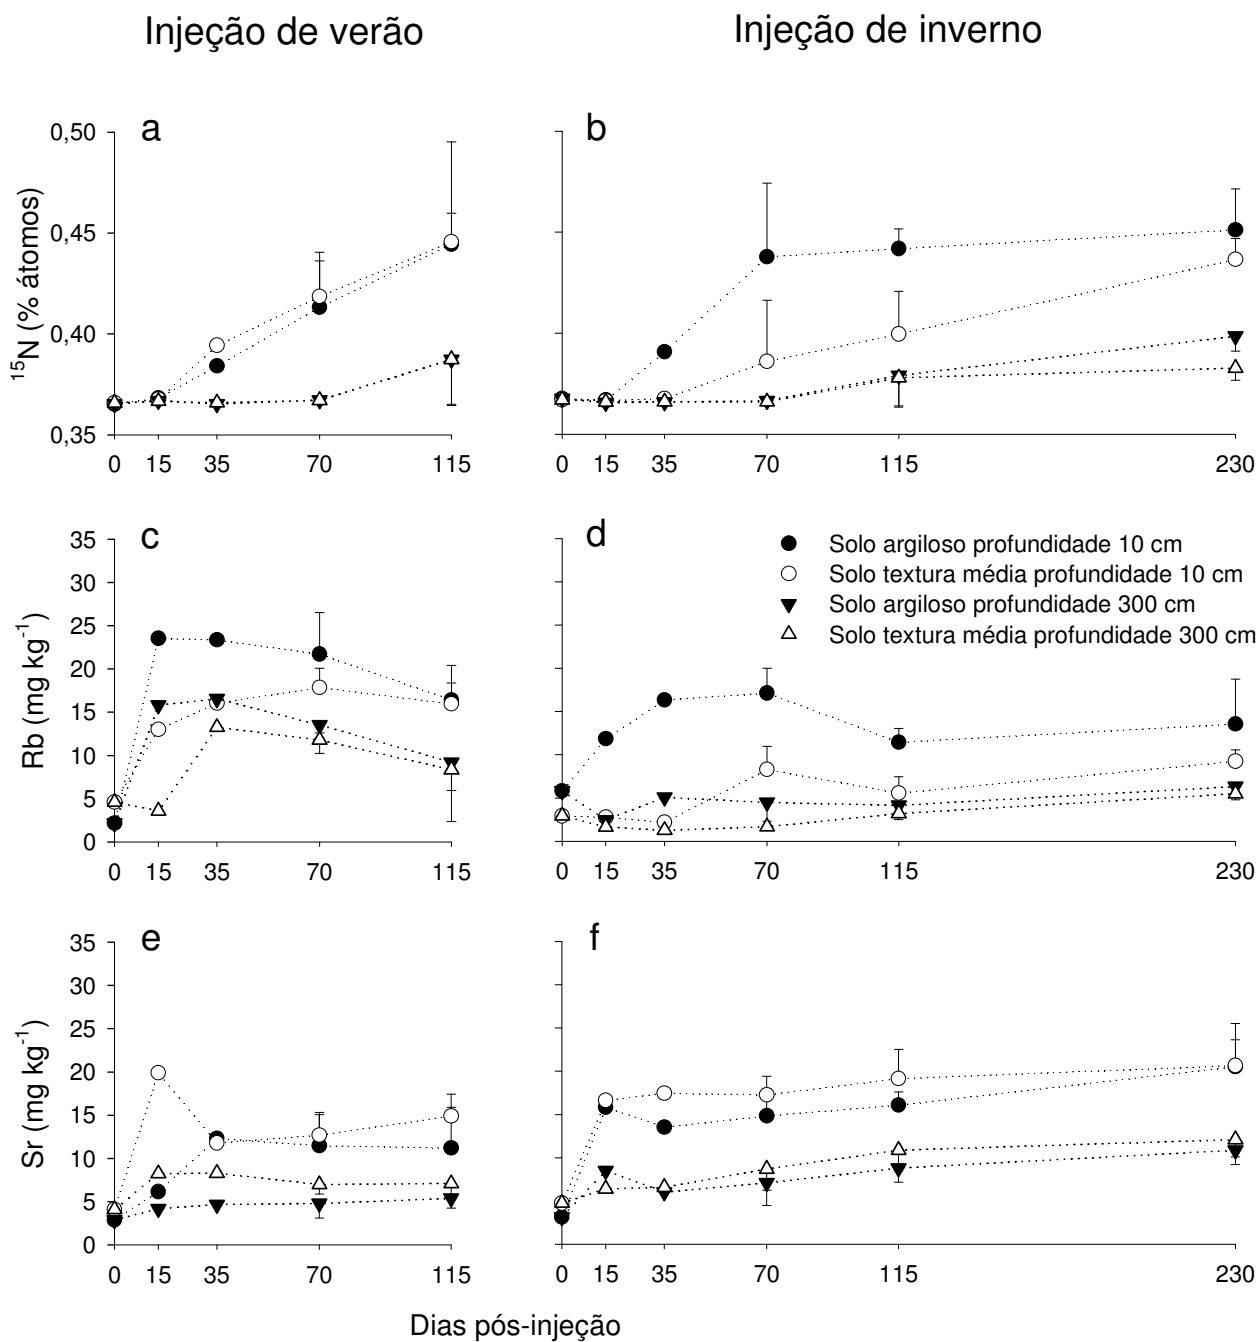 Injeção de verão
Injeção de inverno
a
b
0,50
0,45
0,40
0,35
¹⁵N (% átomos)
0 15 35 70 115
0 15 35 70 115 230
c
d
35
30
25
20
15
10
5
0
Rb (mg kg⁻¹)
Solo argiloso profundidade 10 cm
Solo textura média profundidade 10 cm
Solo argiloso profundidade 300 cm
Solo textura média profundidade 300 cm
0 15 35 70 115
0 15 35 70 115 230
e
f
35
30
25
20
15
10
5
0
Sr (mg kg⁻¹)
0 15 35 70 115
0 15 35 70 115 230
Dias pós-injeção